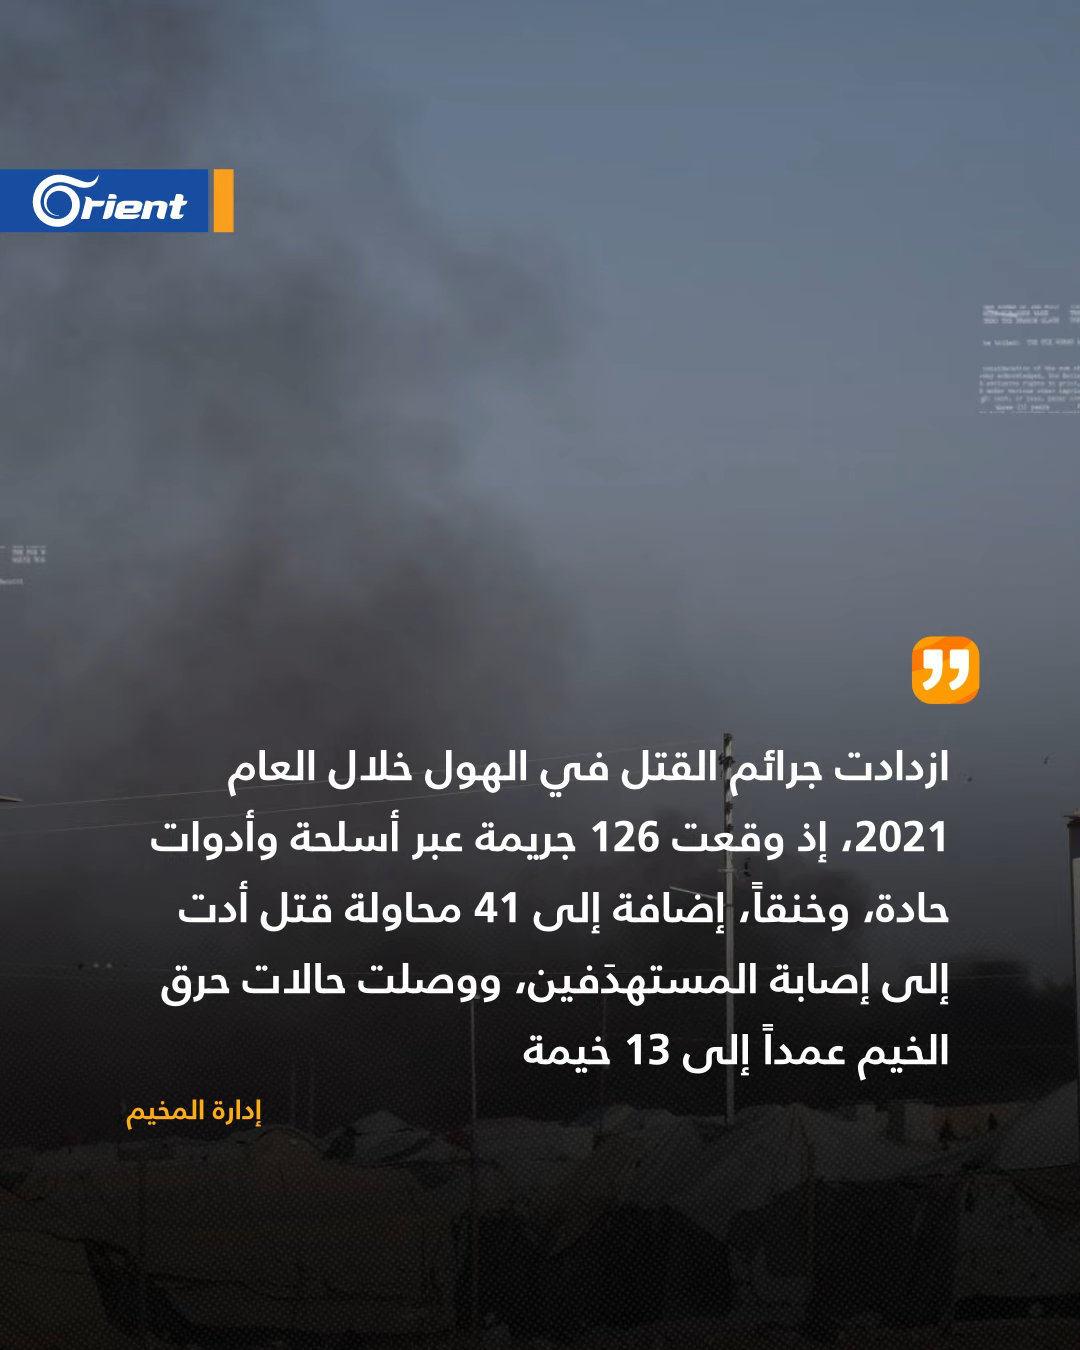 Orient
ازدادت جرائم القتل في الهول خلال العام
2021، إذ وقعت 126 جريمة عبر أسلحة وأدوات
حادة، وخنقاً، إضافة إلى 41 محاولة قتل أدت
إلى إصابة المستهدَفين، ووصلت حالات حرق
الخيم عمداً إلى 13 خيمة
إدارة المخيم